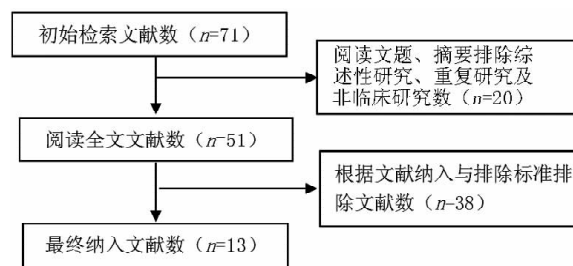 初始检索文献数（n=71）
阅读文题、摘要排除综
述性研究、重复研究及
非临床研究数（n=20）
阅读全文文献数（n-51）
根据文献纳入与排除标准排
除文献数（n-38）
最终纳入文献数（n=13）